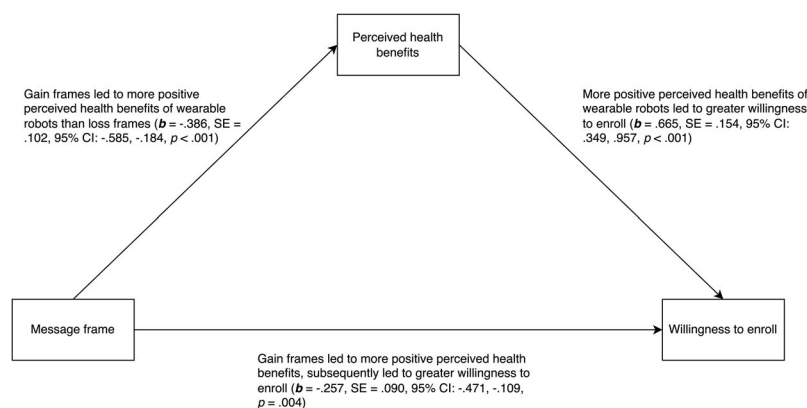 Perceived health
benefits
Gain frames led to more positive
perceived health benefits of wearable
robots than loss frames (b = -.386, SE =
.102, 95% CI: -.585, -.184, p < .001)
More positive perceived health benefits of
wearable robots led to greater willingness
to enroll (b = .665, SE = .154, 95% CI:
.349, .957, p < .001)
Message frame
Willingness to enroll
Gain frames led to more positive perceived health
benefits, subsequently led to greater willingness to
enroll (b = -.257, SE = .090, 95% CI: -.471, -.109,
p = .004)